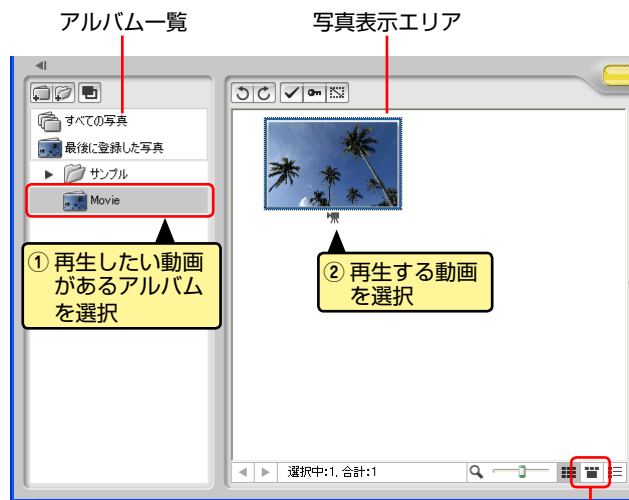 アルバム一覧
写真表示エリア
すべての写真
最後に登録した写真
サンプル
Movie
① 再生したい動画
があるアルバム
を選択
② 再生する動画
を選択
選択中:1, 合計:1